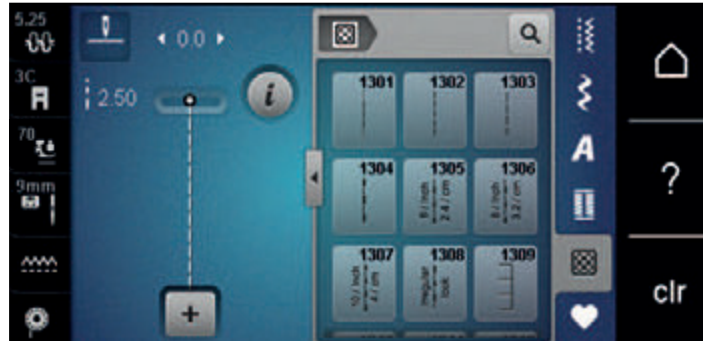 5.25
3C
70
9mm
0.0
2.50
i
+
1301
1302
1303
1304
1305
8 / Inch
2.4 / cm
1306
8 / Inch
3.2 / cm
1307
10 / Inch
4 / cm
1308
regular
look
1309
A
?
clr